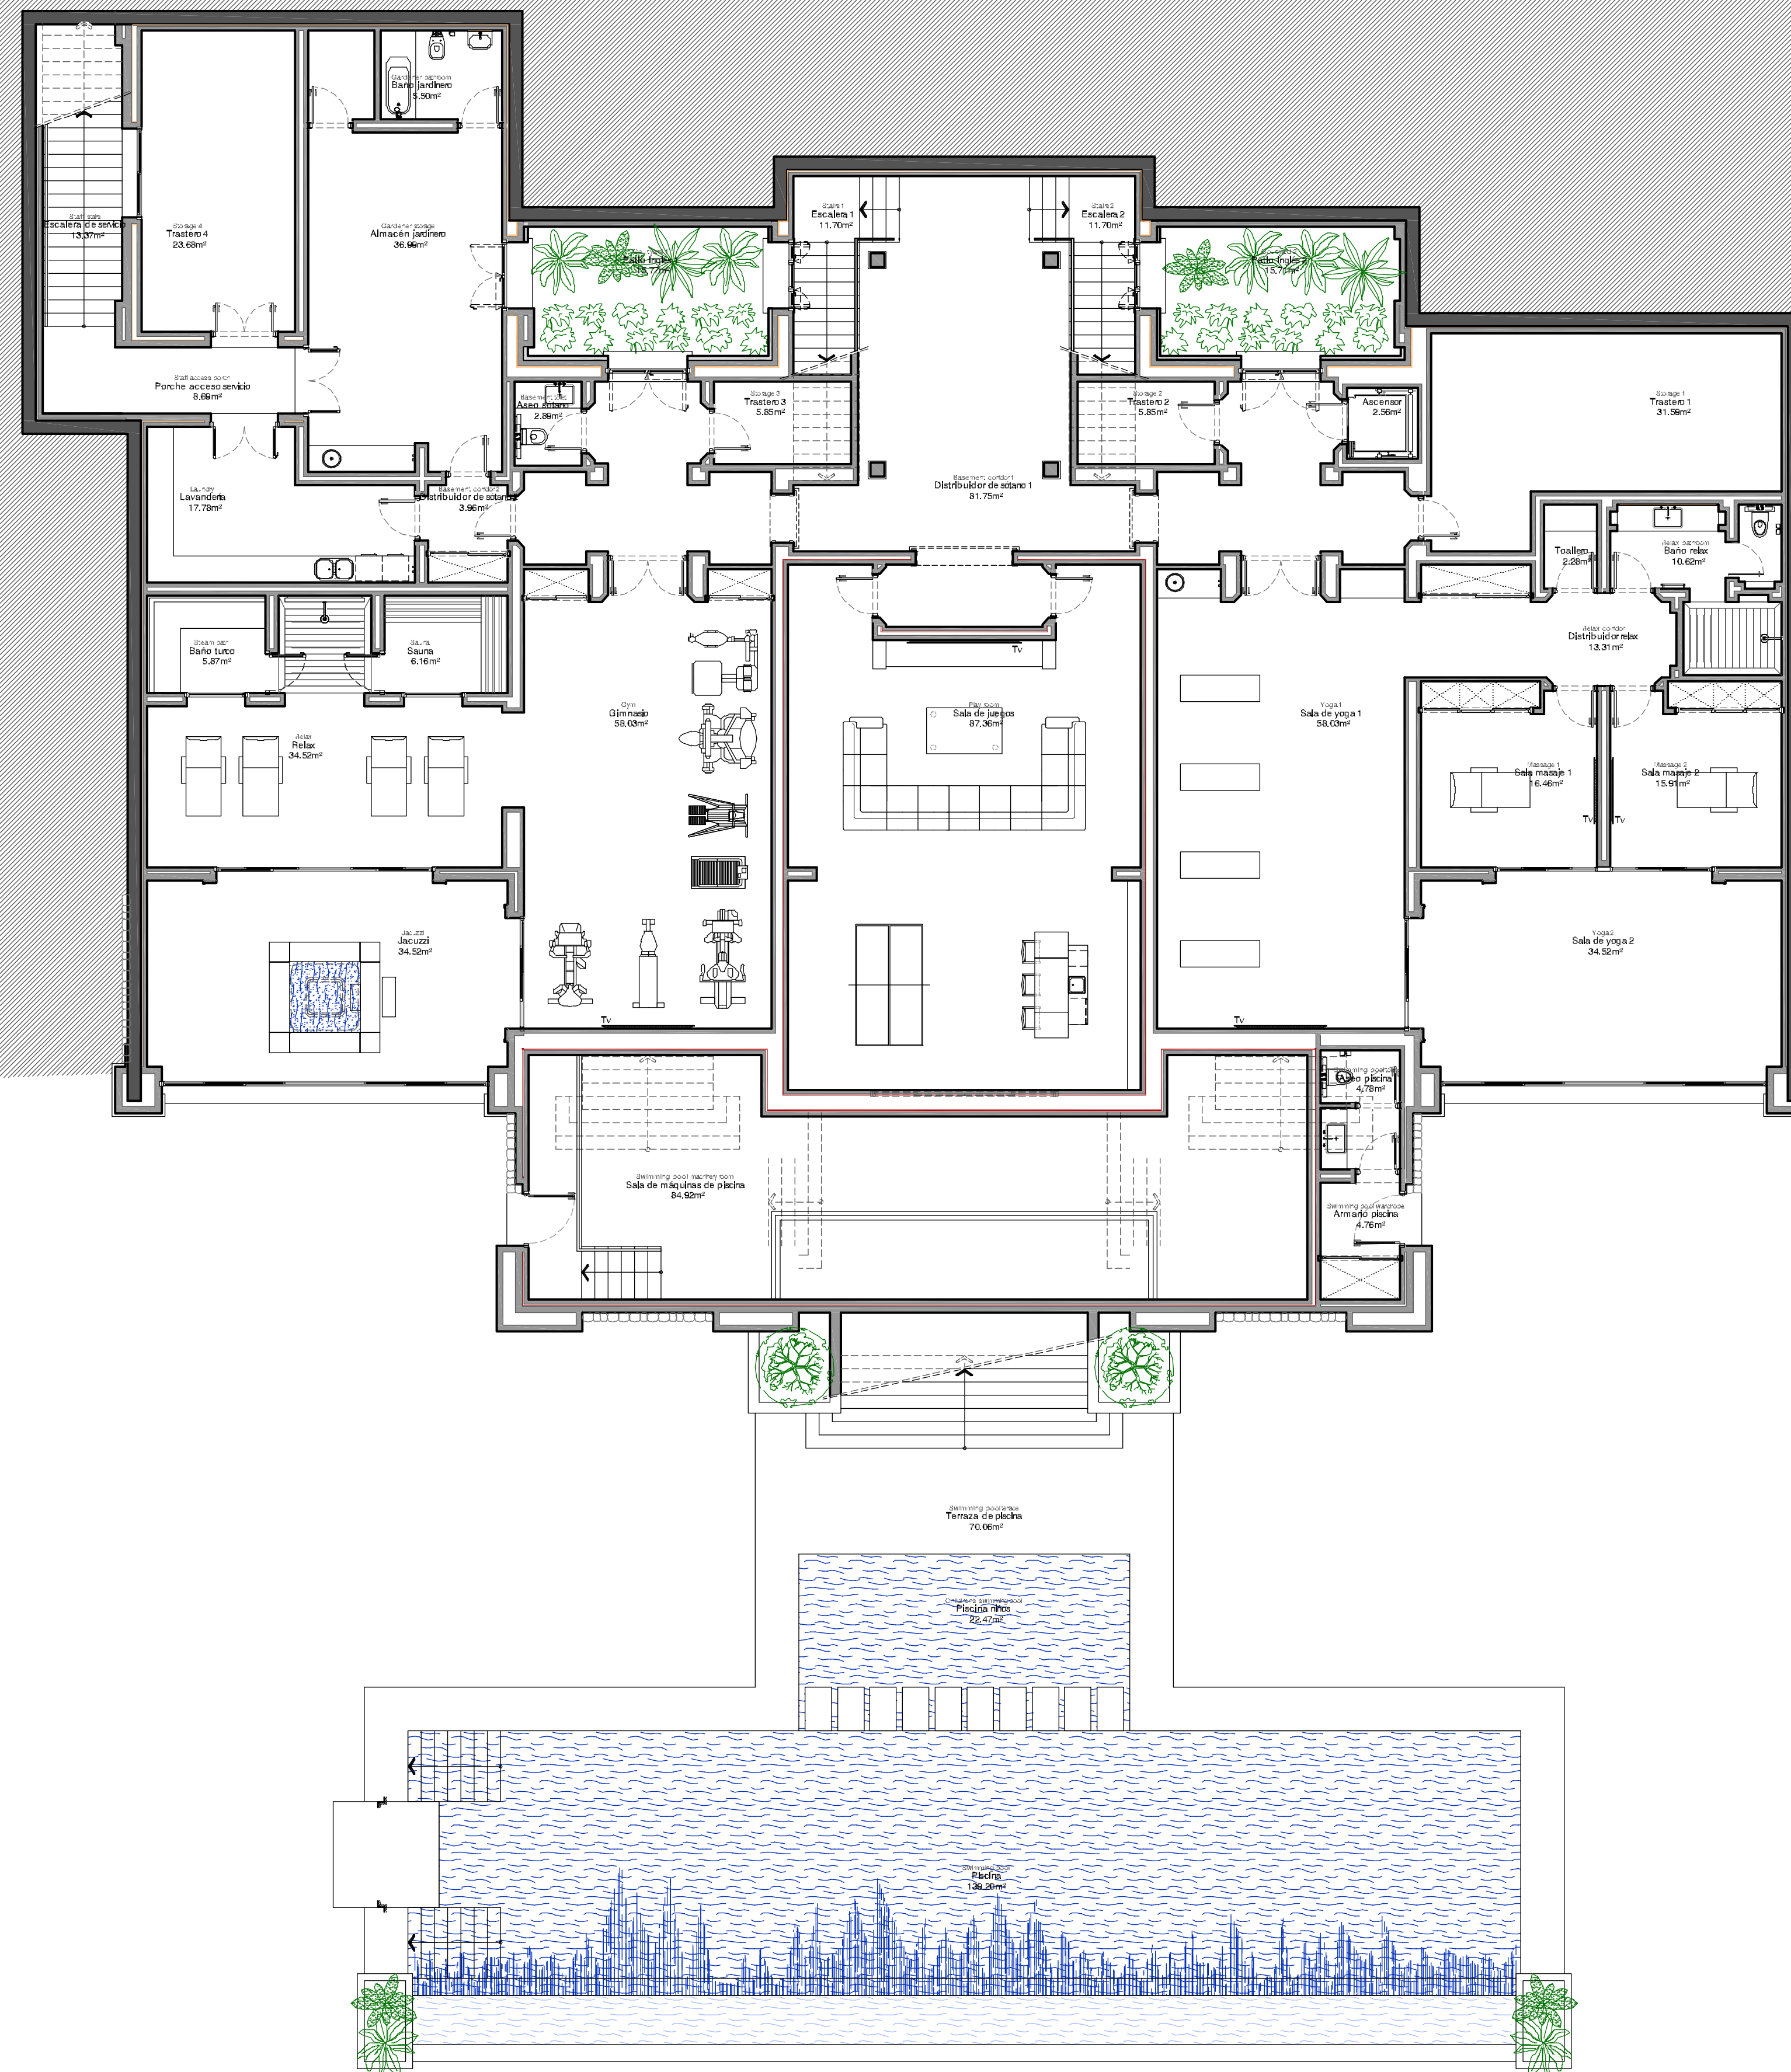 Gardener bathroom
Baño jardinero
5.50m²
Staff stairs
Escalera de servicio
13.37m²
Storage 4
Trastero 4
23.68m²
Gardener storage
Almacén jardinero
36.99m²
Patio Inglés
Stairs 1
Escalera 1
11.70m²
Stairs 2
Escalera 2
11.70m²
Patio Inglés 2
15.77m²
Staff access porch
Porche acceso servicio
8.69m²
Basement toilet
Aseo sótano
2.89m²
Storage 3
Trastero 3
5.85m²
Storage 2
Trastero 2
5.85m²
Ascensor
2.56m²
Storage 1
Trastero 1
31.59m²
Laundry
Lavandería
17.78m²
Basement corridor 2
Distribuidor de sótano
3.96m²
Basement corridor 1
Distribuidor de sótano 1
81.75m²
Toallero
2.28m²
Relax bathroom
Baño relax
10.62m²
Steam bath
Baño turco
5.87m²
Sauna
Sauna
6.16m²
Tv
Relax corridor
Distribuidor relax
13.31m²
Relax
Relax
34.52m²
Gym
Gimnasio
58.03m²
Play room
Sala de juegos
87.36m²
Yoga 1
Sala de yoga 1
58.03m²
Massage 1
Sala masaje 1
16.46m²
Massage 2
Sala masaje 2
15.91m²
Tv
Tv
Jacuzzi
Jacuzzi
34.52m²
Yoga 2
Sala de yoga 2
34.52m²
Tv
Tv
Aseo piscina
4.78m²
Swimming pool machinery room
Sala de máquinas de piscina
84.92m²
Swimming pool wardrobe
Armario piscina
4.76m²
Swimming pool terrace
Terraza de piscina
70.06m²
Children's swimming pool
Piscina niños
22.47m²
Swimming pool
Piscina
139.20m²